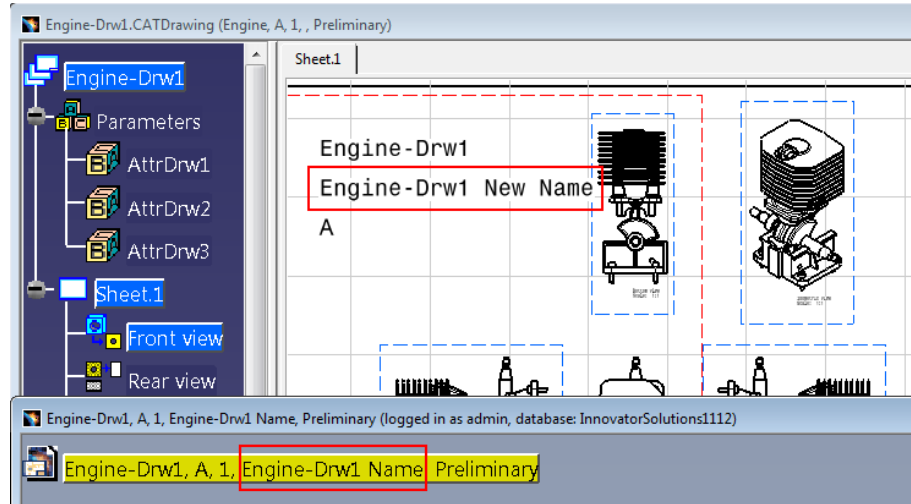 Engine-Drw1.CATDrawing (Engine, A, 1, , Preliminary)
Engine-Drw1
Parameters
AttrDrw1
AttrDrw2
AttrDrw3
Sheet.1
Front view
Rear view
Sheet.1
Engine-Drw1
Engine-Drw1 New Name
A
Engine-Drw1, A, 1, Engine-Drw1 Name, Preliminary (logged in as admin, database: InnovatorSolutions1112)
Engine-Drw1, A, 1, Engine-Drw1 Name, Preliminary